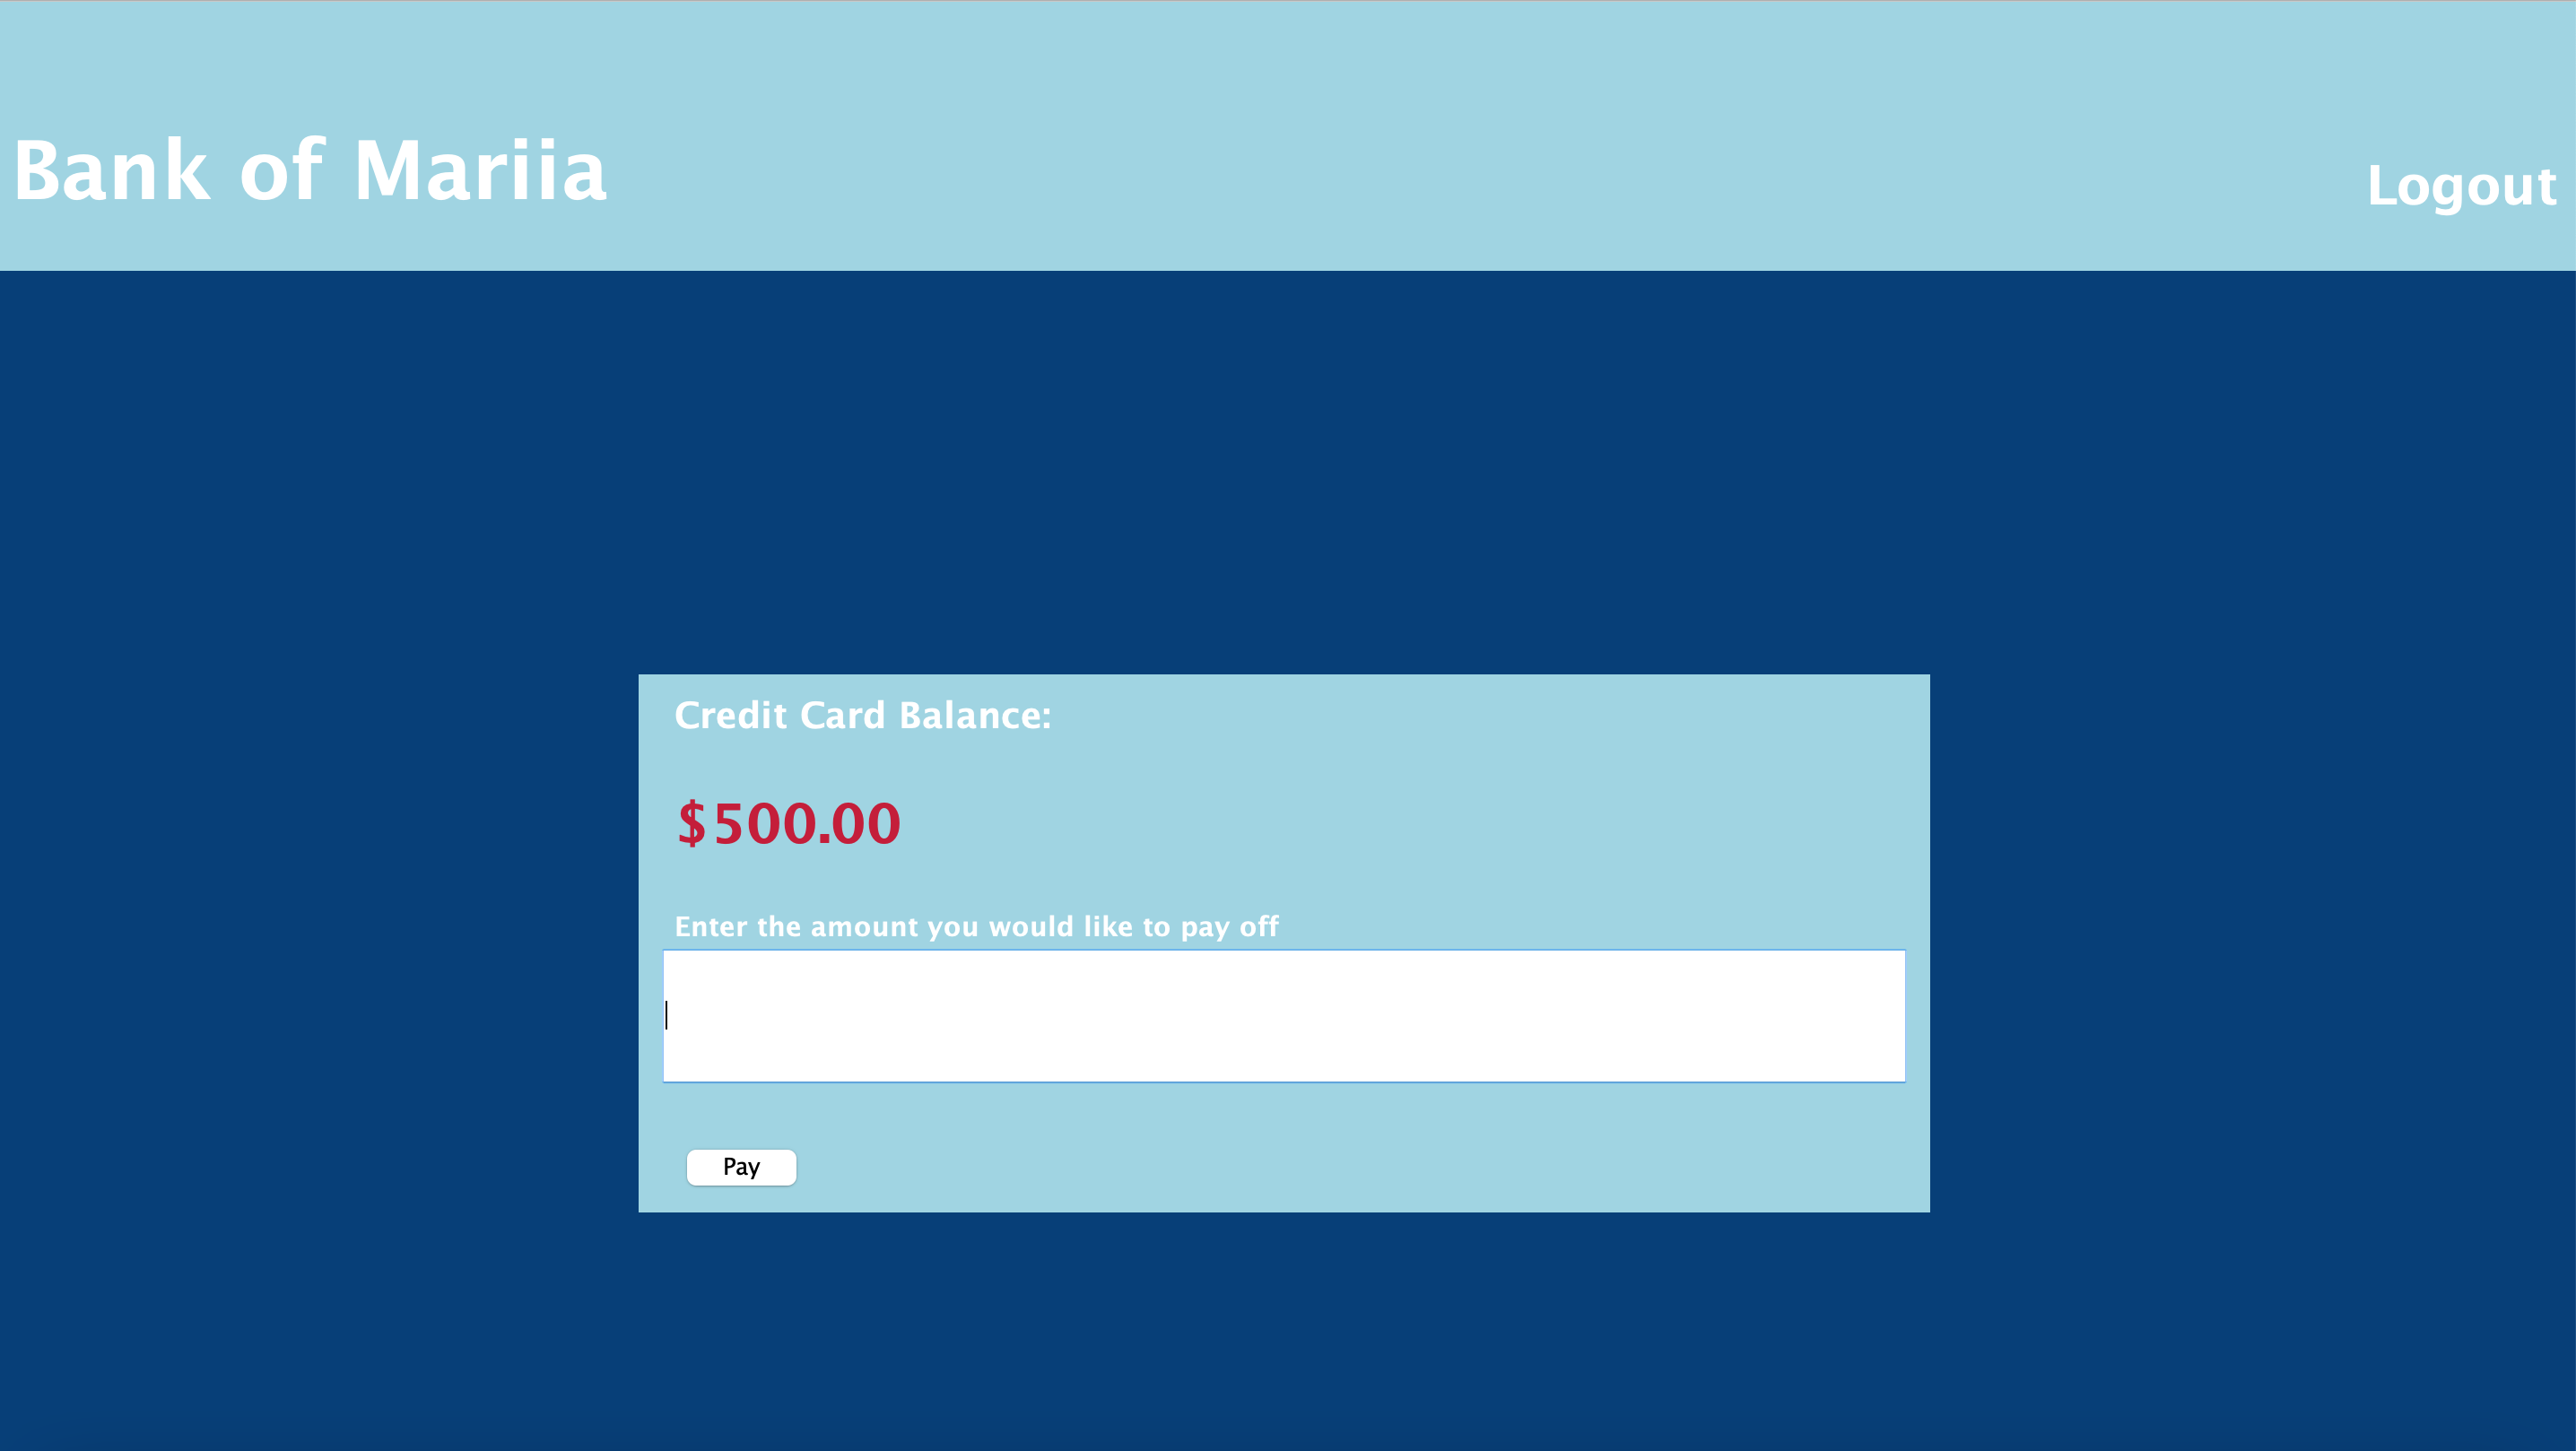 Bank of Mariia
Logout
Credit Card Balance:
$500.00
Enter the amount you would like to pay off
Pay